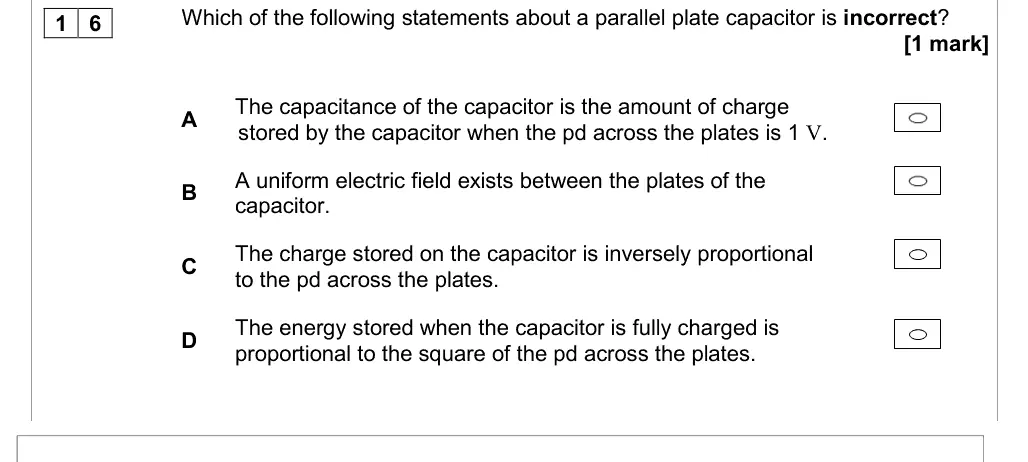 1 6 Which of the following statements about a parallel plate capacitor is incorrect?
[1 mark]
A The capacitance of the capacitor is the amount of charge
stored by the capacitor when the pd across the plates is 1 V.
B A uniform electric field exists between the plates of the
capacitor.
C The charge stored on the capacitor is inversely proportional
to the pd across the plates.
D The energy stored when the capacitor is fully charged is
proportional to the square of the pd across the plates.